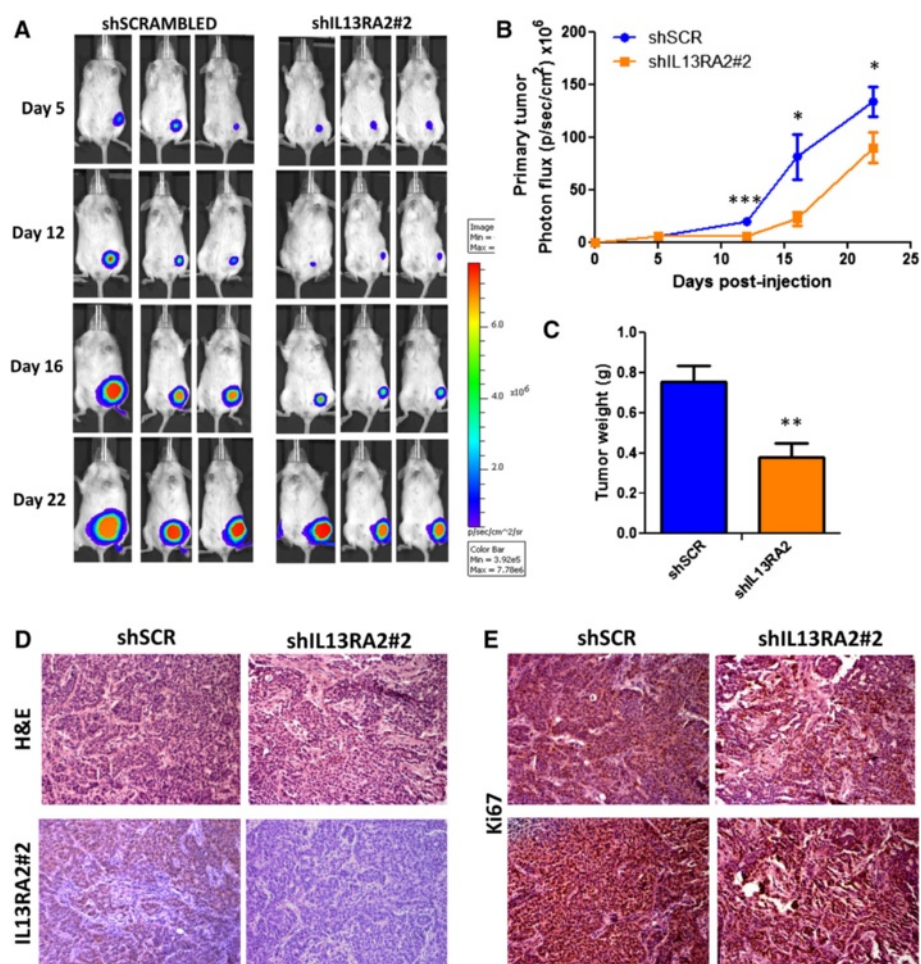 A
shSCRAMBLED
shIL13RA2#2
Day 5
Day 12
Day 16
Day 22
Image
Min =
Max =
6.0
4.0
x10⁶
2.0
p/sec/cm^2/sr
Color Bar
Min = 3.92e5
Max = 7.78e6
B
shSCR
shIL13RA2#2
Primary tumor
Photon flux (p/sec/cm²) x10⁶
200
150
100
50
0
0
5
10
15
20
25
Days post-injection
***
*
*
C
Tumor weight (g)
1.0
0.8
0.6
0.4
0.2
0.0
**
shSCR
shIL13RA2
D
shSCR
shIL13RA2#2
H&E
IL13RA2#2
E
shSCR
shIL13RA2#2
Ki67